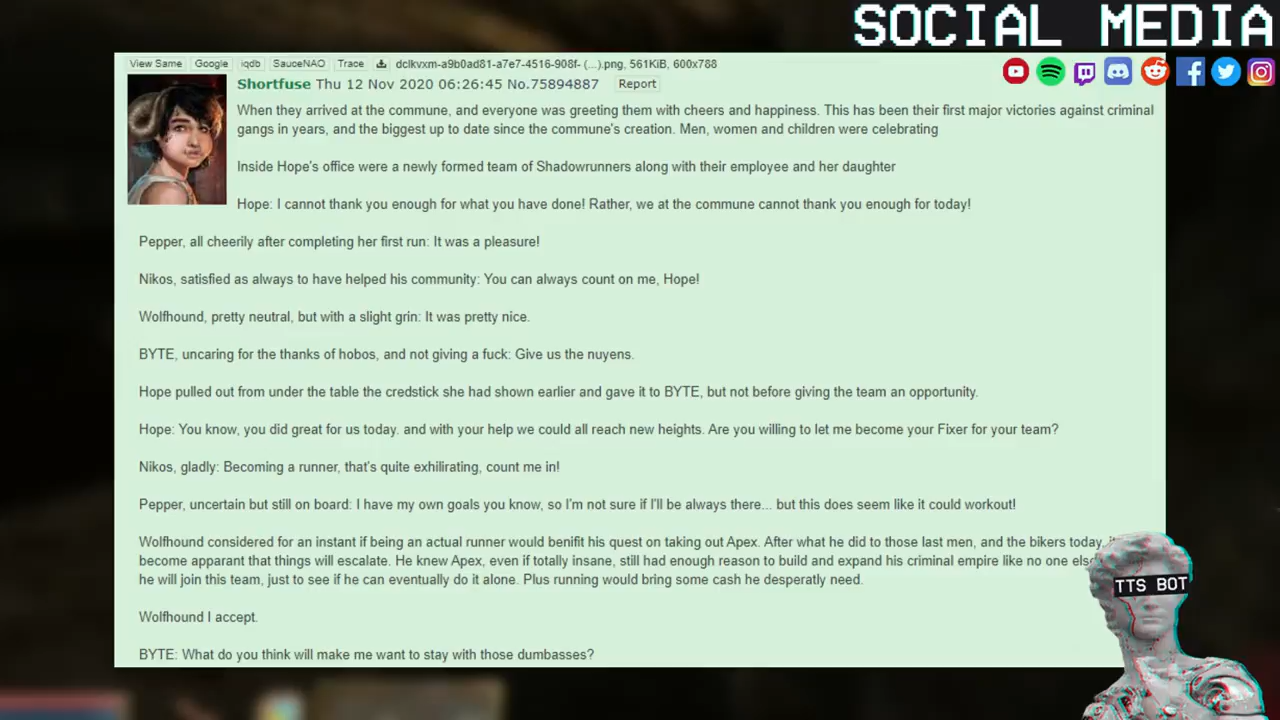 SOCIAL MEDIA
View Same Google iqdb SauceNAO Trace dclkvxm-a9b0ad81-a7e7-4516-908f- (...).png, 561KiB, 600x788
Shortfuse Thu 12 Nov 2020 06:26:45 No.75894887 Report
When they arrived at the commune, and everyone was greeting them with cheers and happiness. This has been their first major victories against criminal
gangs in years, and the biggest up to date since the commune's creation. Men, women and children were celebrating
Inside Hope's office were a newly formed team of Shadowrunners along with their employee and her daughter
Hope: I cannot thank you enough for what you have done! Rather, we at the commune cannot thank you enough for today!
Pepper, all cheerily after completing her first run: It was a pleasure!
Nikos, satisfied as always to have helped his community: You can always count on me, Hope!
Wolfhound, pretty neutral, but with a slight grin: It was pretty nice.
BYTE, uncaring for the thanks of hobos, and not giving a fuck: Give us the nuyens.
Hope pulled out from under the table the credstick she had shown earlier and gave it to BYTE, but not before giving the team an opportunity.
Hope: You know, you did great for us today. and with your help we could all reach new heights. Are you willing to let me become your Fixer for your team?
Nikos, gladly: Becoming a runner, that's quite exhilirating, count me in!
Pepper, uncertain but still on board: I have my own goals you know, so I'm not sure if I'll be always there... but this does seem like it could workout!
Wolfhound considered for an instant if being an actual runner would benifit his quest on taking out Apex. After what he did to those last men, and the bikers today,
become apparant that things will escalate. He knew Apex, even if totally insane, still had enough reason to build and expand his criminal empire like no one else
he will join this team, just to see if he can eventually do it alone. Plus running would bring some cash he desperatly need.
Wolfhound I accept.
BYTE: What do you think will make me want to stay with those dumbasses?
TTS BOT